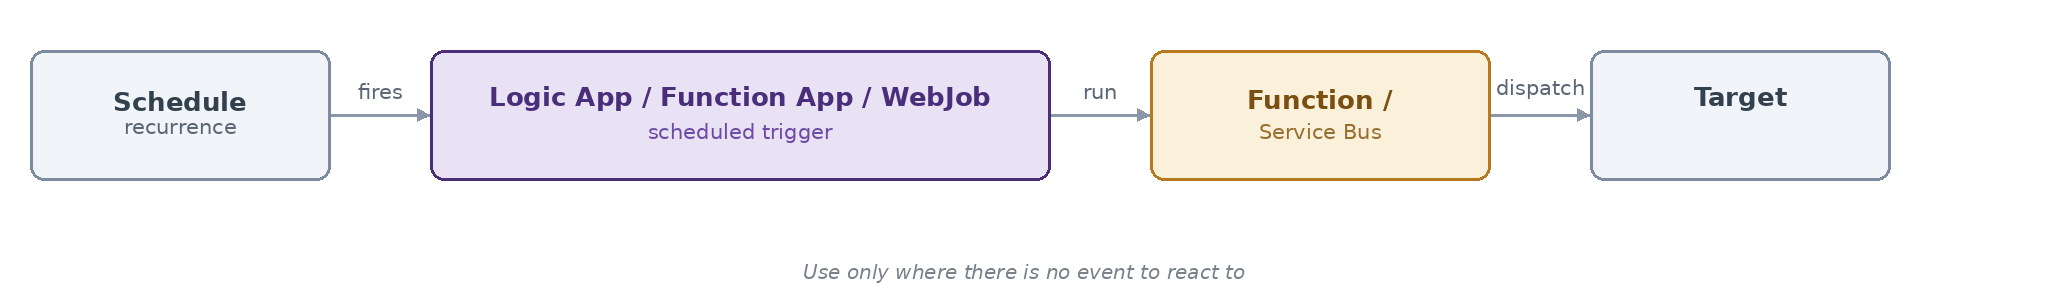 Schedule
recurrence
fires
Logic App / Function App / WebJob
scheduled trigger
run
Function /
Service Bus
dispatch
Target
Use only where there is no event to react to